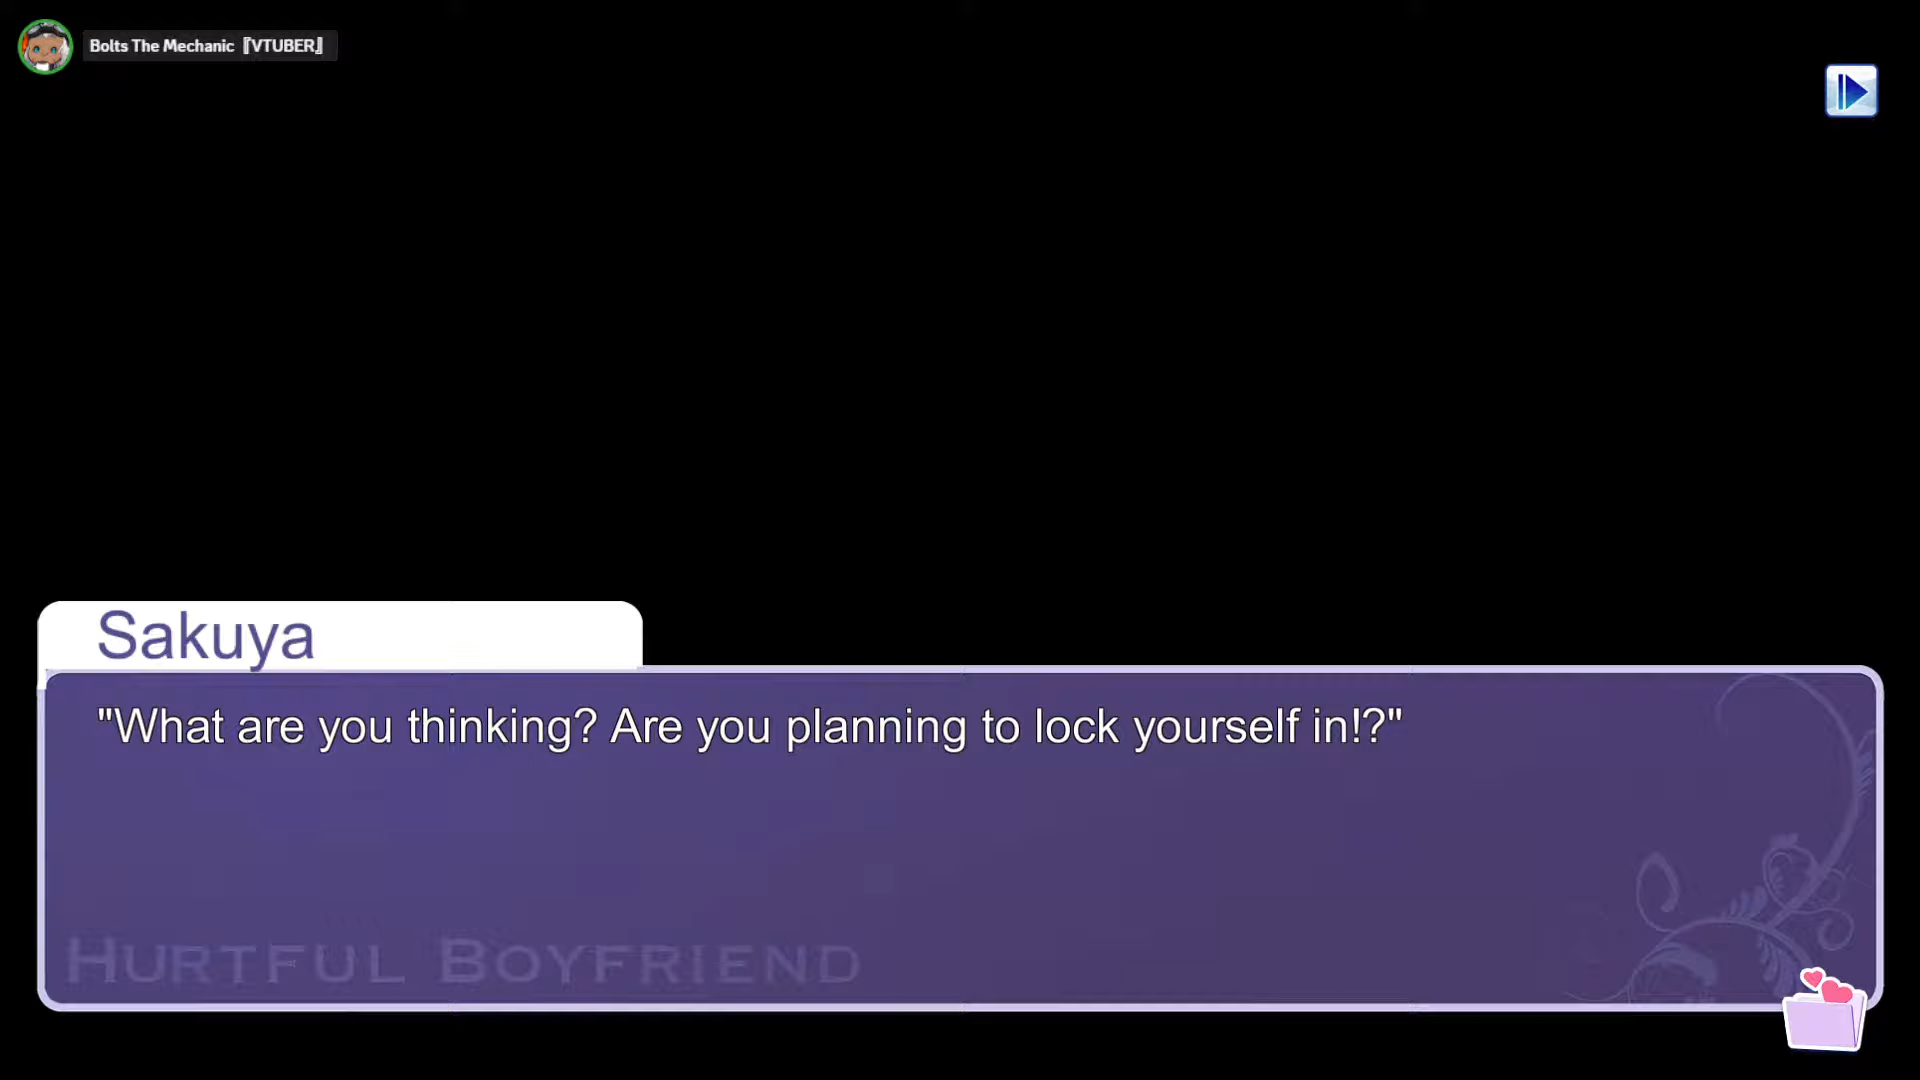 Bolts The Mechanic『VTUBER』
Sakuya
"What are you thinking? Are you planning to lock yourself in!?"
HURTFUL BOYFRIEND